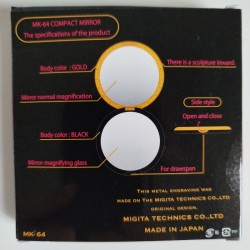 MK-64 COMPACT MIRROR
The specifications of the product
Body color : GOLD
There is a sculpture inward.
Mirror normal magnification
Side style
Open and close
Body color : BLACK
Mirror magnifying glass
For drawspan
THIS METAL ENGRAVING WAS
MADE ON THE MIGITA TECHNICS CO.,LTD
ORIGINAL DESIGN.
MIGITA TECHNICS CO.,LTD
MADE IN JAPAN
MK-64